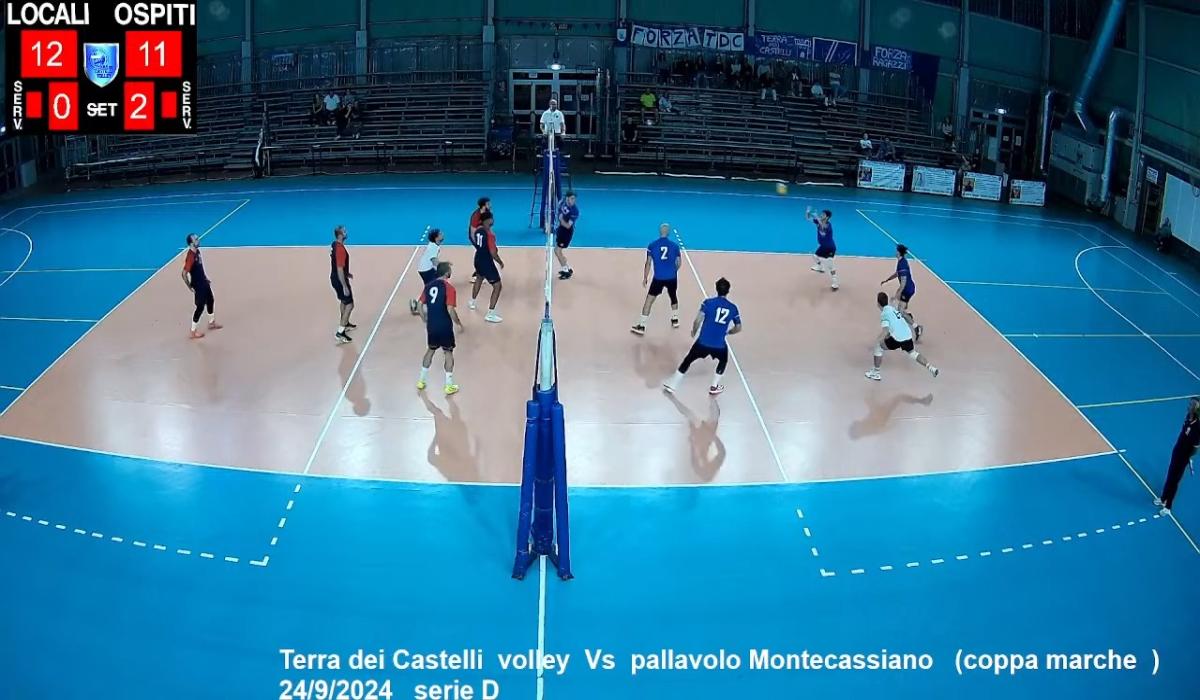 LOCALI OSPITI
12 11
SERV. 0 SET 2 SERV.
FORZA TDC
TERRA
CASTELLI
FORZA
RAGAZZI
11
2
9
12
Terra dei Castelli volley Vs pallavolo Montecassiano (coppa marche )
24/9/2024 serie D